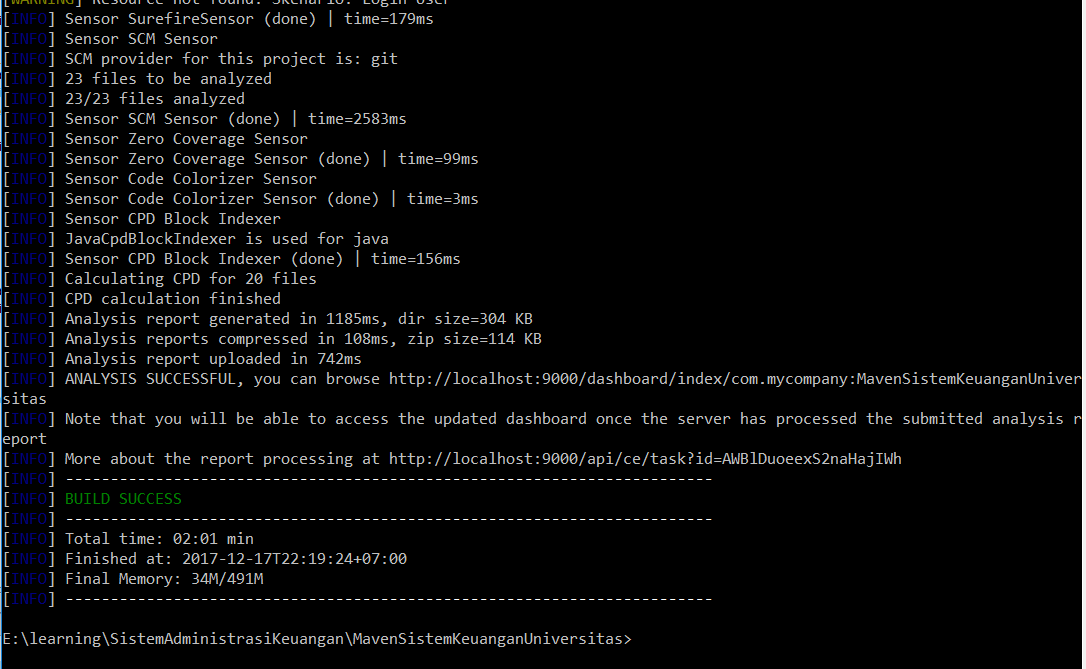 [WARNING] Resource not found: Skenario: Login User
[INFO] Sensor SurefireSensor (done) | time=179ms
[INFO] Sensor SCM Sensor
[INFO] SCM provider for this project is: git
[INFO] 23 files to be analyzed
[INFO] 23/23 files analyzed
[INFO] Sensor SCM Sensor (done) | time=2583ms
[INFO] Sensor Zero Coverage Sensor
[INFO] Sensor Zero Coverage Sensor (done) | time=99ms
[INFO] Sensor Code Colorizer Sensor
[INFO] Sensor Code Colorizer Sensor (done) | time=3ms
[INFO] Sensor CPD Block Indexer
[INFO] JavaCpdBlockIndexer is used for java
[INFO] Sensor CPD Block Indexer (done) | time=156ms
[INFO] Calculating CPD for 20 files
[INFO] CPD calculation finished
[INFO] Analysis report generated in 1185ms, dir size=304 KB
[INFO] Analysis reports compressed in 108ms, zip size=114 KB
[INFO] Analysis report uploaded in 742ms
[INFO] ANALYSIS SUCCESSFUL, you can browse http://localhost:9000/dashboard/index/com.mycompany:MavenSistemKeuanganUniver
sitas
[INFO] Note that you will be able to access the updated dashboard once the server has processed the submitted analysis r
eport
[INFO] More about the report processing at http://localhost:9000/api/ce/task?id=AWBlDuoeexS2naHajIWh
[INFO] ------------------------------------------------------------------------
[INFO] BUILD SUCCESS
[INFO] ------------------------------------------------------------------------
[INFO] Total time: 02:01 min
[INFO] Finished at: 2017-12-17T22:19:24+07:00
[INFO] Final Memory: 34M/491M
[INFO] ------------------------------------------------------------------------
E:\learning\SistemAdministrasiKeuangan\MavenSistemKeuanganUniversitas>